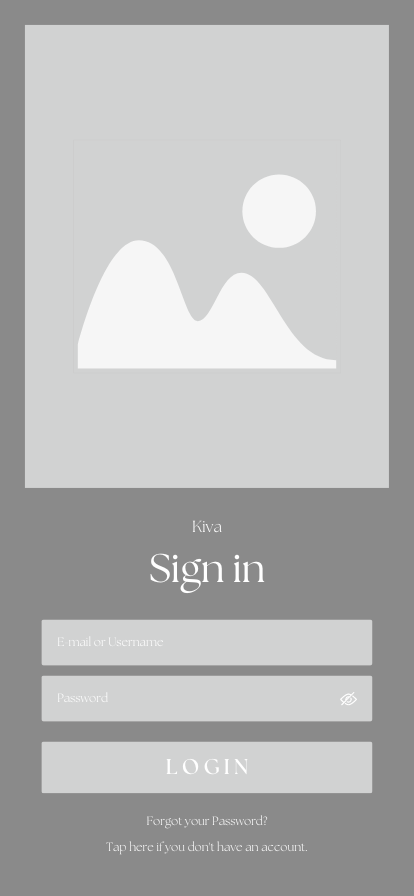 Kiva
Sign in
E-mail or Username
Password
LOGIN
Forgot your Password?
Tap here if you don't have an account.